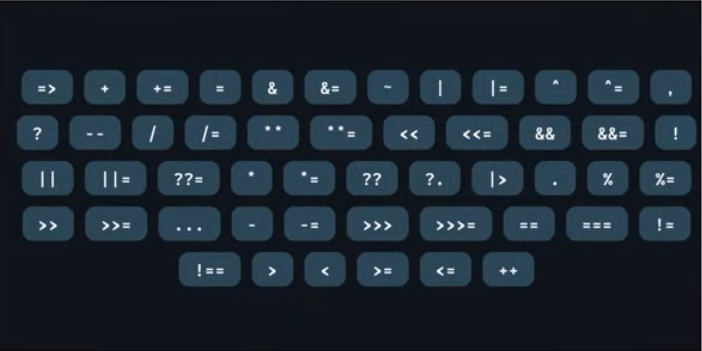 => + += = & &= ~ | |= ^ ^= ,
? -- / /= ** **= << <<= && &&= !
|| ||= ??= * *= ?? ?. |> . % %=
>> >>= ... - -= >>> >>>= == === !=
!== > < >= <= ++